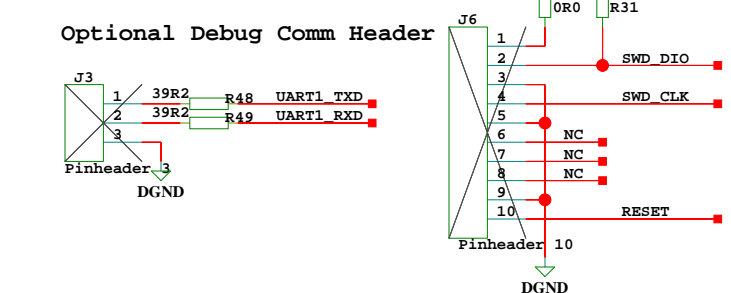 Optional Debug Comm Header
J3
1 39R2 R48 UART1_TXD
2 39R2 R49 UART1_RXD
3
Pinheader 3
DGND
0R0 R31
J6
1
2 SWD_DIO
3
4 SWD_CLK
5
6 NC
7 NC
8 NC
9
10 RESET
Pinheader 10
DGND